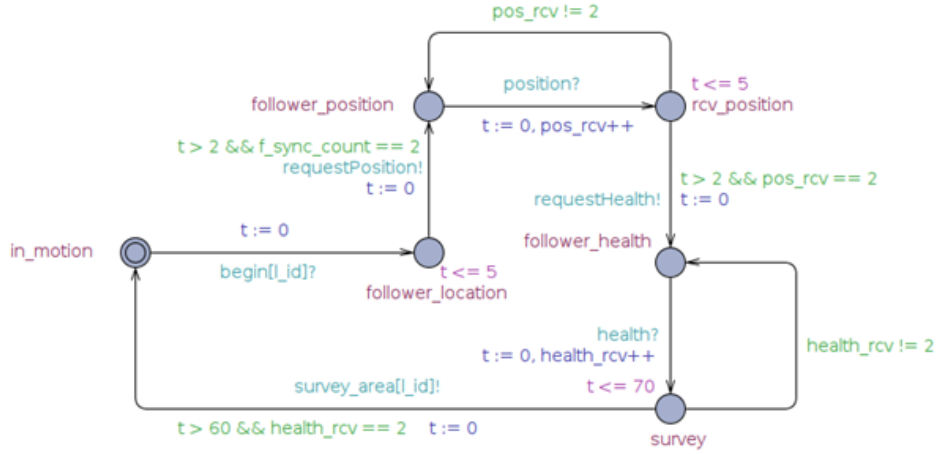 pos_rcv != 2
position?
t <= 5
follower_position
rcv_position
t := 0, pos_rcv++
t > 2 && f_sync_count == 2
requestPosition!
t := 0
t > 2 && pos_rcv == 2
requestHealth!
t := 0
t := 0
in_motion
follower_health
begin[l_id]?
t <= 5
follower_location
health?
t := 0, health_rcv++
health_rcv != 2
survey_area[l_id]!
t <= 70
t > 60 && health_rcv == 2
t := 0
survey